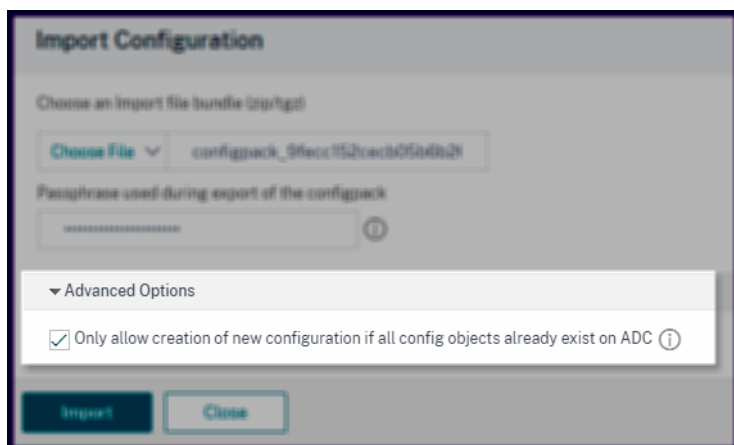 Import Configuration
Choose an Import file bundle (zip/tgz)
Choose File
Passphrase used during export of the configpack
Advanced Options
Only allow creation of new configuration if all config objects already exist on ADC
Import
Close